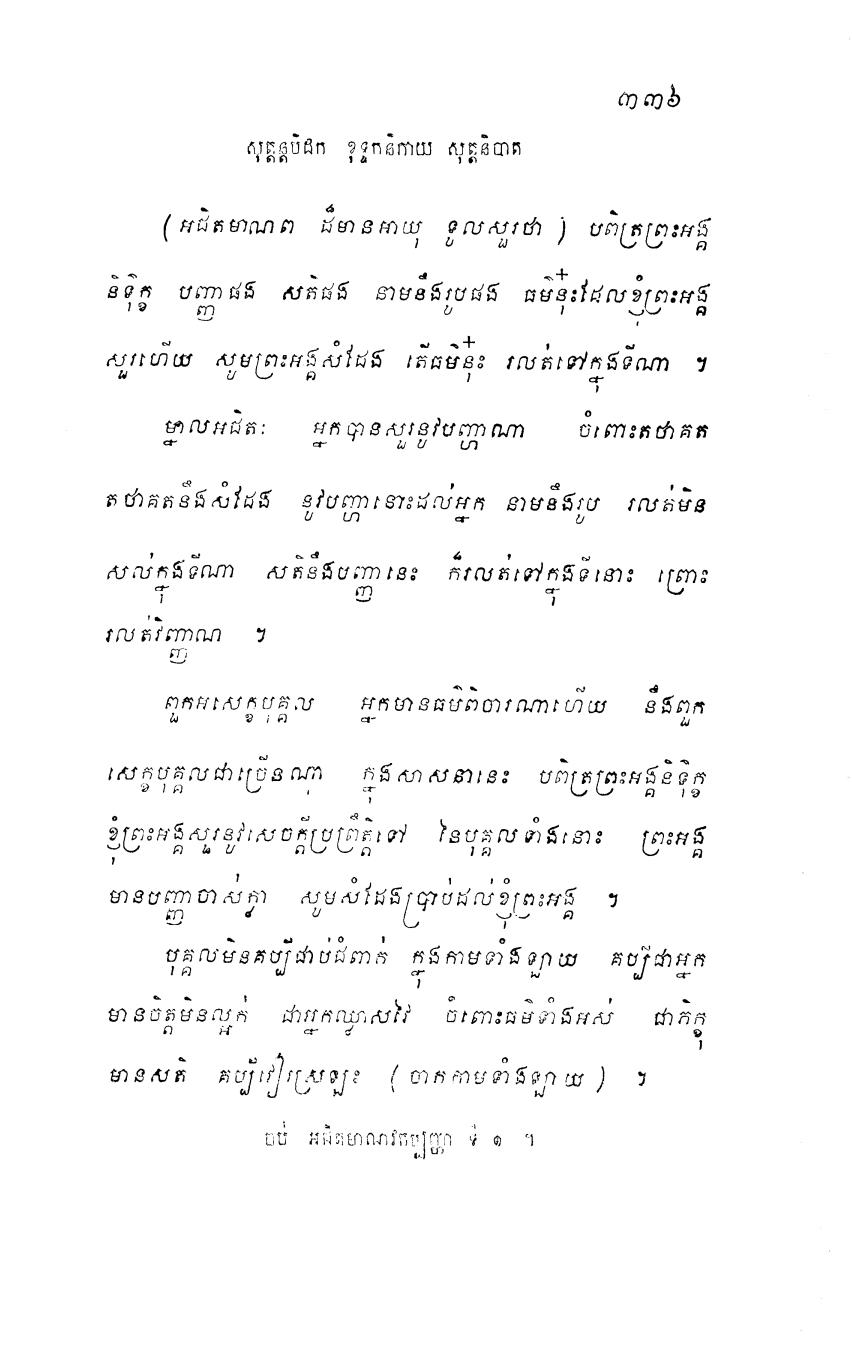 ៣៣៦
សុត្តន្តបិដក ខុទ្ទកនិកាយ សុត្តនិបាត
(អជិតមាណព ដ៏មានអាយុ ទូលសួរថា) បពិត្រព្រះអង្គ
និទ៌ុក្ខ បញ្ញាផង សតិផង នាមនឹងរូបផង ធម៌នុ៎ះដែលខ្ញុំព្រះអង្គ
សួរហើយ សូមព្រះអង្គសំដែង តើធម៌នុ៎ះ រលត់ទៅក្នុងទីណា ។
ម្នាលអជិតៈ អ្នកបានសួរនូវបញ្ហាណា ចំពោះតថាគត
តថាគតនឹងសំដែង នូវបញ្ហានោះដល់អ្នក នាមនឹងរូប រលត់មិន
សល់ក្នុងទីណា សតិនឹងបញ្ញានេះ ក៏រលត់ទៅក្នុងទីនោះ ព្រោះ
រលត់វិញ្ញាណ ។
ពួកអសេក្ខបុគ្គល អ្នកមានធម៌ពិចារណាហើយ នឹងពួក
សេក្ខបុគ្គលជាច្រើនណា ក្នុងសាសនានេះ បពិត្រព្រះអង្គនិទ៌ុក្ខ
ខ្ញុំព្រះអង្គសួរនូវសេចក្តីប្រព្រឹត្តិទៅ នៃបុគ្គលទាំងនោះ ព្រះអង្គ
មានបញ្ញាចាស់ក្លា សូមសំដែងប្រាប់ដល់ខ្ញុំព្រះអង្គ ។
បុគ្គលមិនគប្បីជាប់ជំពាក់ ក្នុងកាមទាំងឡាយ គប្បីជាអ្នក
មានចិត្តមិនល្អក់ ជាអ្នកឈ្លាសវៃ ចំពោះធម៌ទាំងអស់ ជាភិក្ខុ
មានសតិ គប្បីវៀរស្រឡះ (ចាកកាមទាំងឡាយ) ។
ចប់ អជិតមាណវកប្បញ្ហា ទី ១ ។